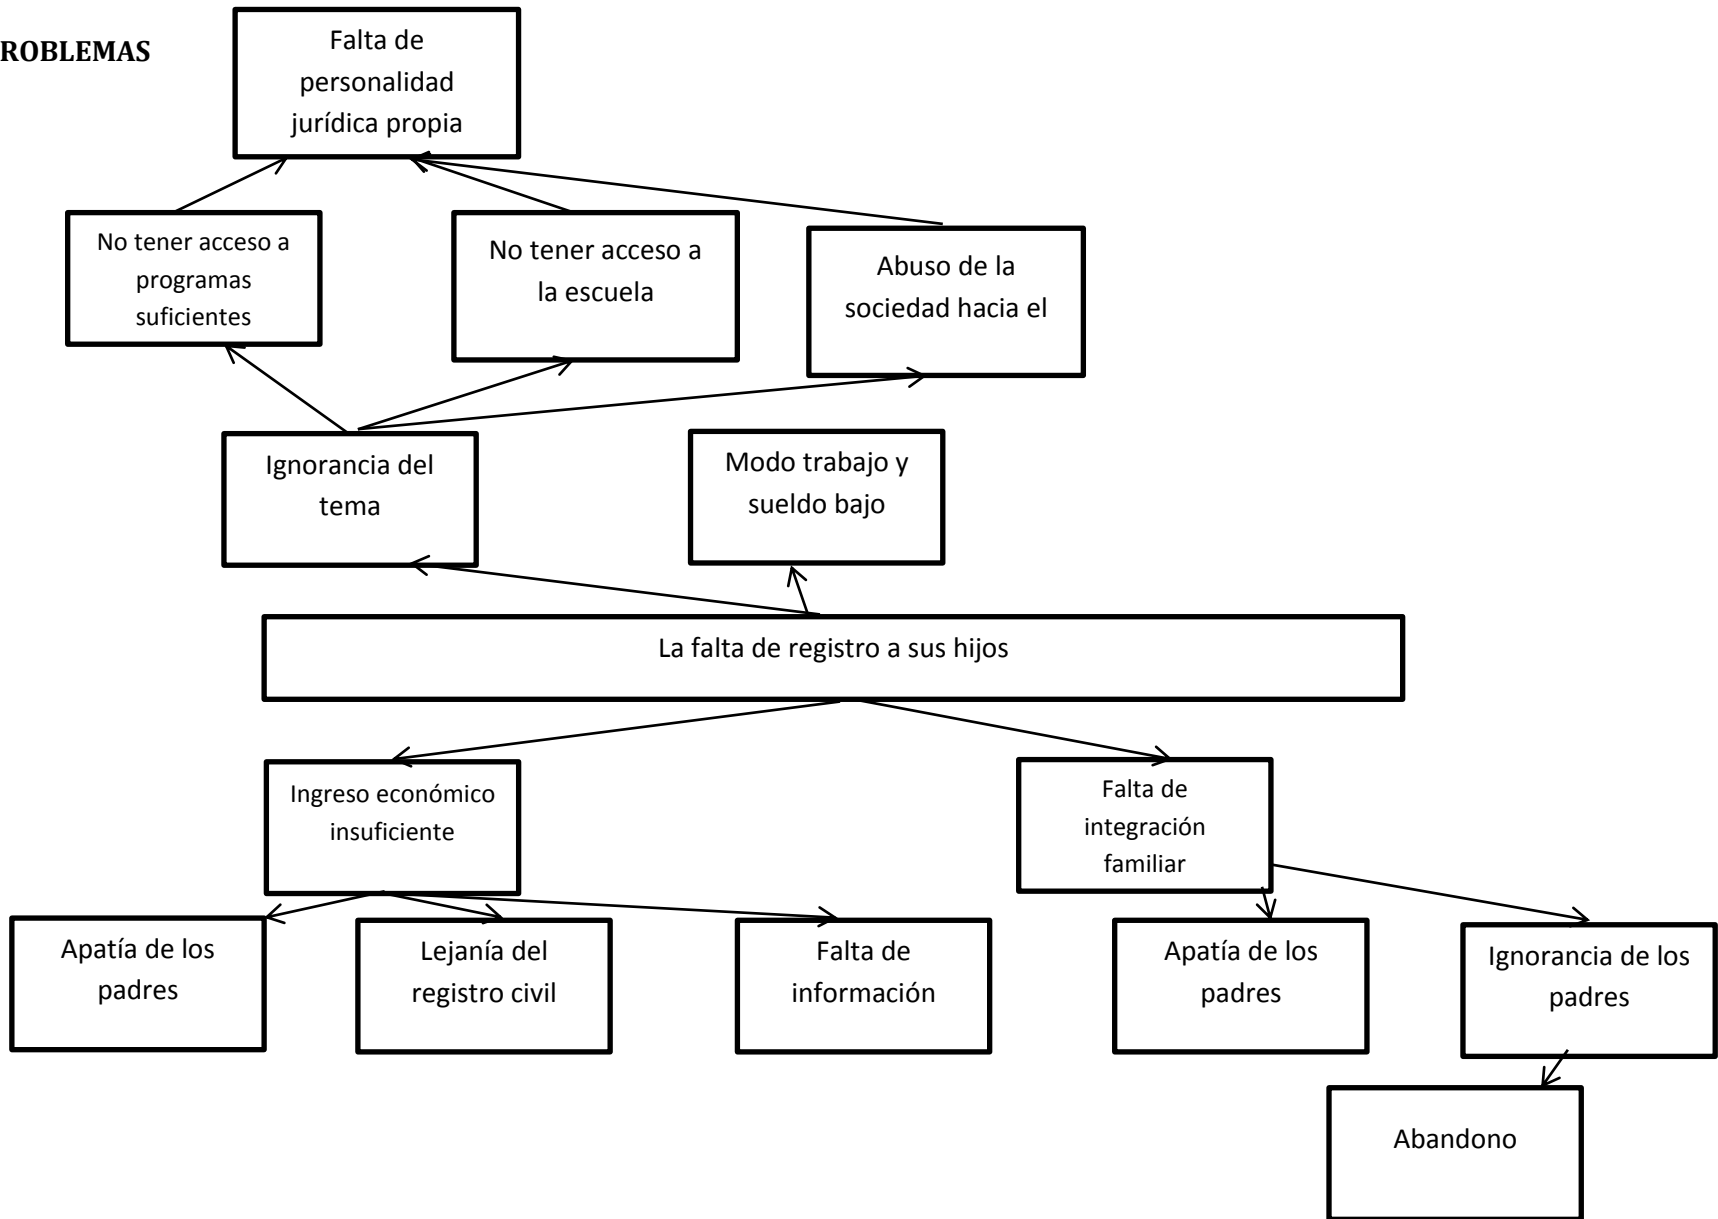 ROBLEMAS
Falta de
personalidad
jurídica propia
No tener acceso a
programas
suficientes
No tener acceso a
la escuela
Abuso de la
sociedad hacia el
Ignorancia del
tema
Modo trabajo y
sueldo bajo
La falta de registro a sus hijos
Ingreso económico
insuficiente
Falta de
integración
familiar
Apatía de los
padres
Lejanía del
registro civil
Falta de
información
Apatía de los
padres
Ignorancia de los
padres
Abandono